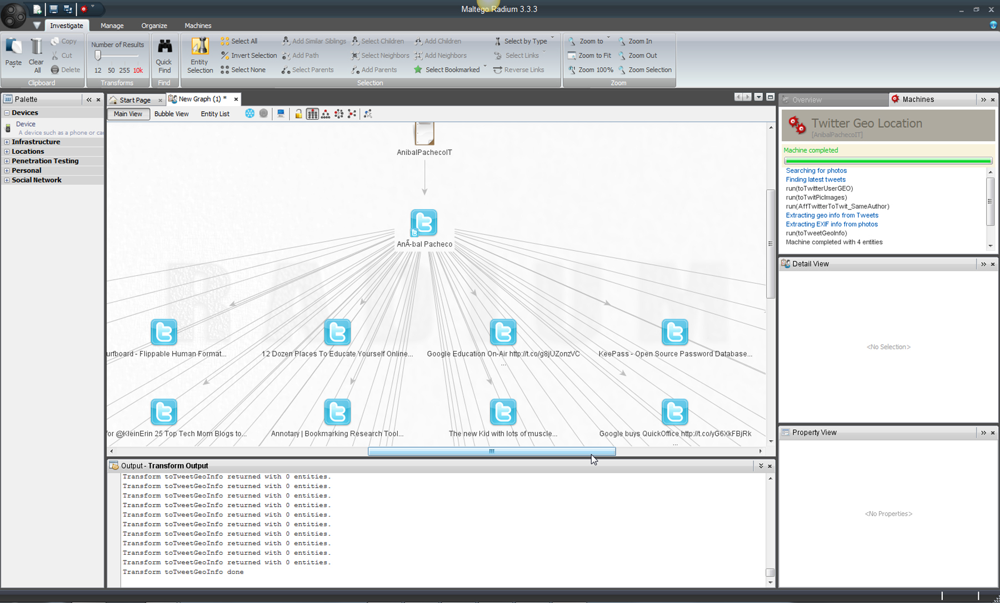 Maltego Radium 3.3.3
Investigate
Manage
Organize
Machines
Paste
Clear
All
Copy
Cut
Delete
Clipboard
Number of Results
12 50 255 10k
Transforms
Quick
Find
Find
Entity
Selection
Select All
Invert Selection
Select None
Add Similar Siblings
Add Path
Select Parents
Select Children
Select Neighbors
Add Parents
Add Children
Add Neighbors
Select Bookmarked
Select by Type
Select Links
Reverse Links
Selection
Zoom to
Zoom to Fit
Zoom 100%
Zoom In
Zoom Out
Zoom Selection
Zoom
Palette
Devices
Device
A device such as a phone or ca
Infrastructure
Locations
Penetration Testing
Personal
Social Network
Start Page
New Graph (1) *
Main View
Bubble View
Entity List
AnibalPachecoIT
AnÃ-bal Pacheco
RADIUM
urfboard - Flippable Human Format...
12 Dozen Places To Educate Yourself Online...
Google Education On-Air http://t.co/g8jUZonzVC
...
KeePass - Open Source Password Database...
for @KleinErin 25 Top Tech Mom Blogs to...
Annotary | Bookmarking Research Tool...
The new Kid with lots of muscle...
Google buys QuickOffice http://t.co/yG6XkFBjRk
...
Output - Transform Output
Transform toTweetGeoInfo returned with 0 entities.
Transform toTweetGeoInfo returned with 0 entities.
Transform toTweetGeoInfo returned with 0 entities.
Transform toTweetGeoInfo returned with 0 entities.
Transform toTweetGeoInfo returned with 0 entities.
Transform toTweetGeoInfo returned with 0 entities.
Transform toTweetGeoInfo returned with 0 entities.
Transform toTweetGeoInfo returned with 0 entities.
Transform toTweetGeoInfo returned with 0 entities.
Transform toTweetGeoInfo returned with 0 entities.
Transform toTweetGeoInfo done
Overview
Machines
Twitter Geo Location
[AnibalPachecoIT]
Machine completed
Searching for photos
Finding latest tweets
run(toTwitterUserGEO)
run(toTwitPicImages)
run(AffTwitterToTwit_SameAuthor)
Extracting geo info from Tweets
Extracting EXIF info from photos
run(toTweetGeoInfo)
Machine completed with 4 entities
Detail View
<No Selection>
Property View
<No Properties>